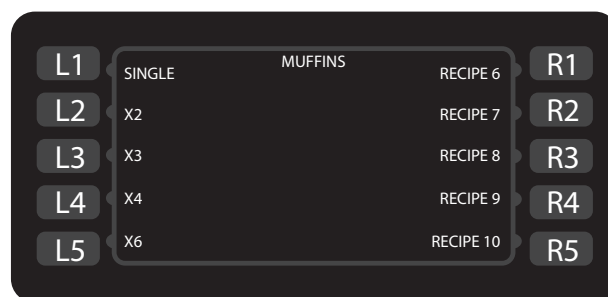 MUFFINS
L1 SINGLE RECIPE 6 R1
L2 X2 RECIPE 7 R2
L3 X3 RECIPE 8 R3
L4 X4 RECIPE 9 R4
L5 X6 RECIPE 10 R5